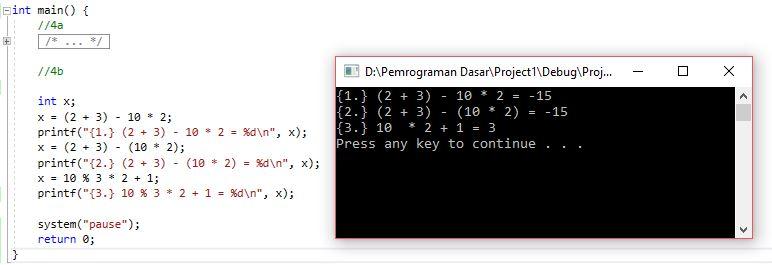 int main() {
//4a
/* ... */
//4b
int x;
x = (2 + 3) - 10 * 2;
printf("{1.} (2 + 3) - 10 * 2 = %d\n", x);
x = (2 + 3) - (10 * 2);
printf("{2.} (2 + 3) - (10 * 2) = %d\n", x);
x = 10 % 3 * 2 + 1;
printf("{3.} 10 % 3 * 2 + 1 = %d\n", x);
system("pause");
return 0;
}
D:\Pemrograman Dasar\Project1\Debug\Proj...
{1.} (2 + 3) - 10 * 2 = -15
{2.} (2 + 3) - (10 * 2) = -15
{3.} 10  * 2 + 1 = 3
Press any key to continue . . .